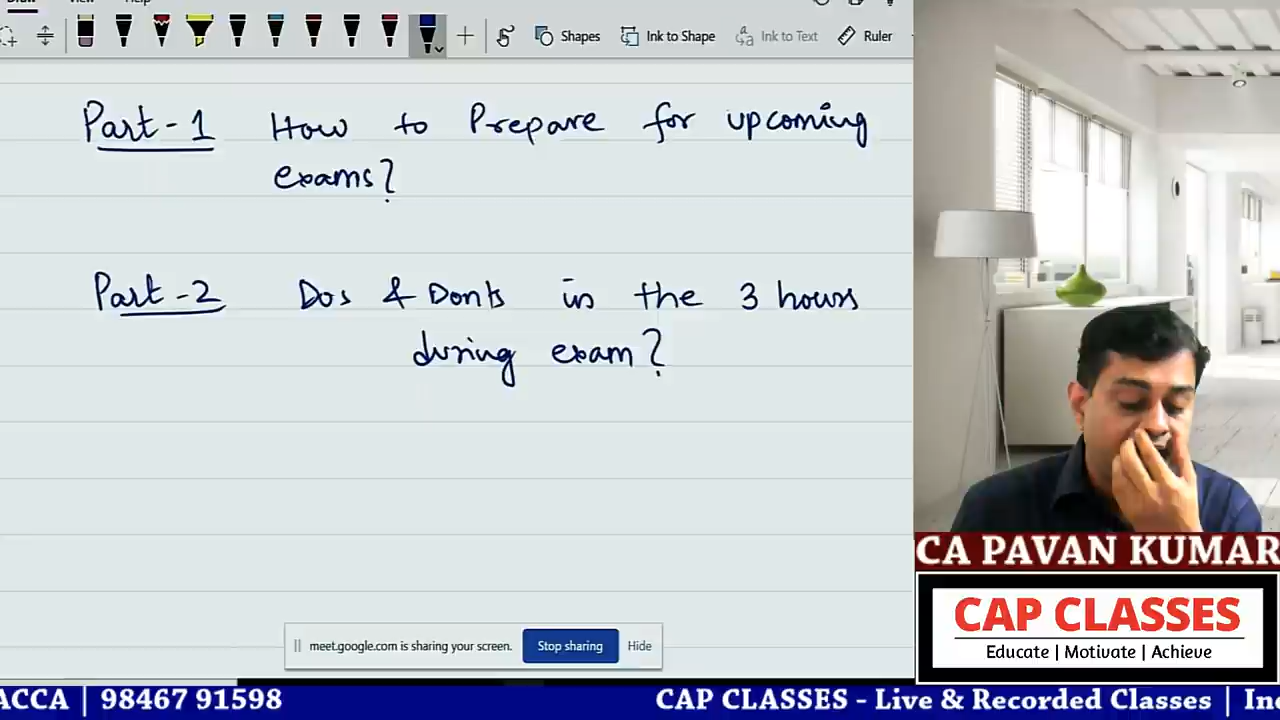 Shapes
Ink to Shape
Ink to Text
Ruler
Part-1 How to Prepare for upcoming
exams?
Part-2 Dos & Donts in the 3 hours
during exam?
meet.google.com is sharing your screen.
Stop sharing
Hide
CA PAVAN KUMAR
CAP CLASSES
Educate | Motivate | Achieve
ACCA | 98467 91598
CAP CLASSES - Live & Recorded Classes |